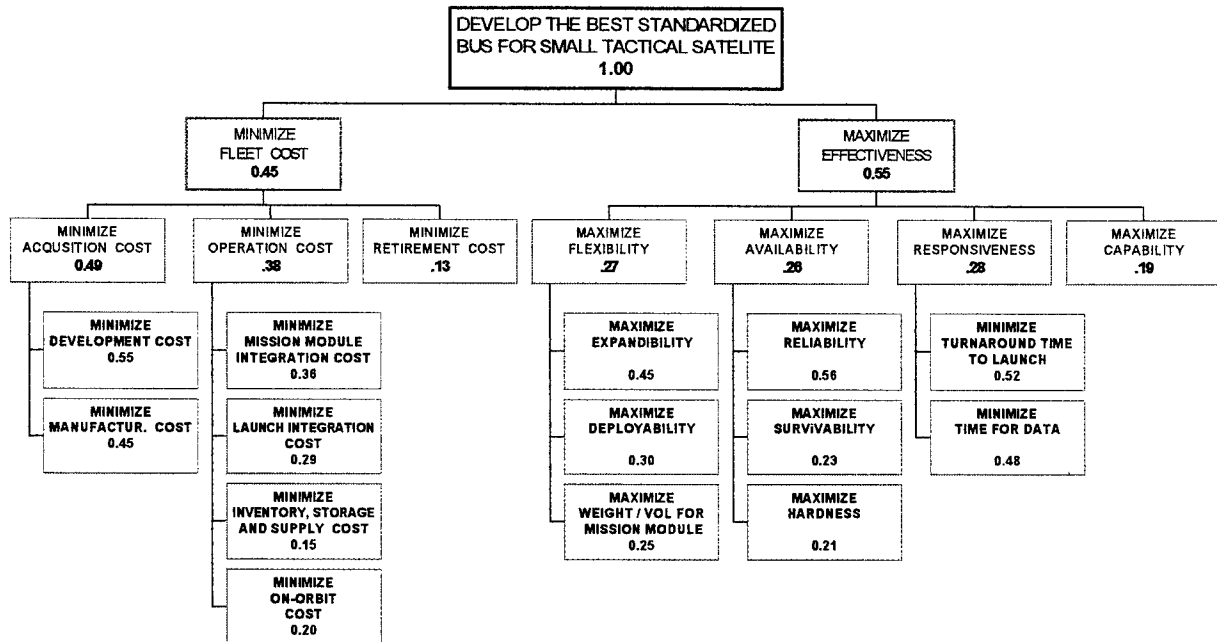 DEVELOP THE BEST STANDARDIZED
BUS FOR SMALL TACTICAL SATELITE
1.00
MINIMIZE
FLEET COST
0.45
MAXIMIZE
EFFECTIVENESS
0.55
MINIMIZE
ACQUSITION COST
0.49
MINIMIZE
OPERATION COST
.38
MINIMIZE
RETIREMENT COST
.13
MAXIMIZE
FLEXIBILITY
.27
MAXIMIZE
AVAILABILITY
.26
MAXIMIZE
RESPONSIVENESS
.28
MAXIMIZE
CAPABILITY
.19
MINIMIZE
DEVELOPMENT COST
0.55
MINIMIZE
MANUFACTUR. COST
0.45
MINIMIZE
MISSION MODULE
INTEGRATION COST
0.36
MINIMIZE
LAUNCH INTEGRATION
COST
0.29
MINIMIZE
INVENTORY, STORAGE
AND SUPPLY COST
0.15
MINIMIZE
ON-ORBIT
COST
0.20
MAXIMIZE
EXPANDIBILITY
0.45
MAXIMIZE
DEPLOYABILITY
0.30
MAXIMIZE
WEIGHT / VOL FOR
MISSION MODULE
0.25
MAXIMIZE
RELIABILITY
0.56
MAXIMIZE
SURVIVABILITY
0.23
MAXIMIZE
HARDNESS
0.21
MINIMIZE
TURNAROUND TIME
TO LAUNCH
0.52
MINIMIZE
TIME FOR DATA
0.48